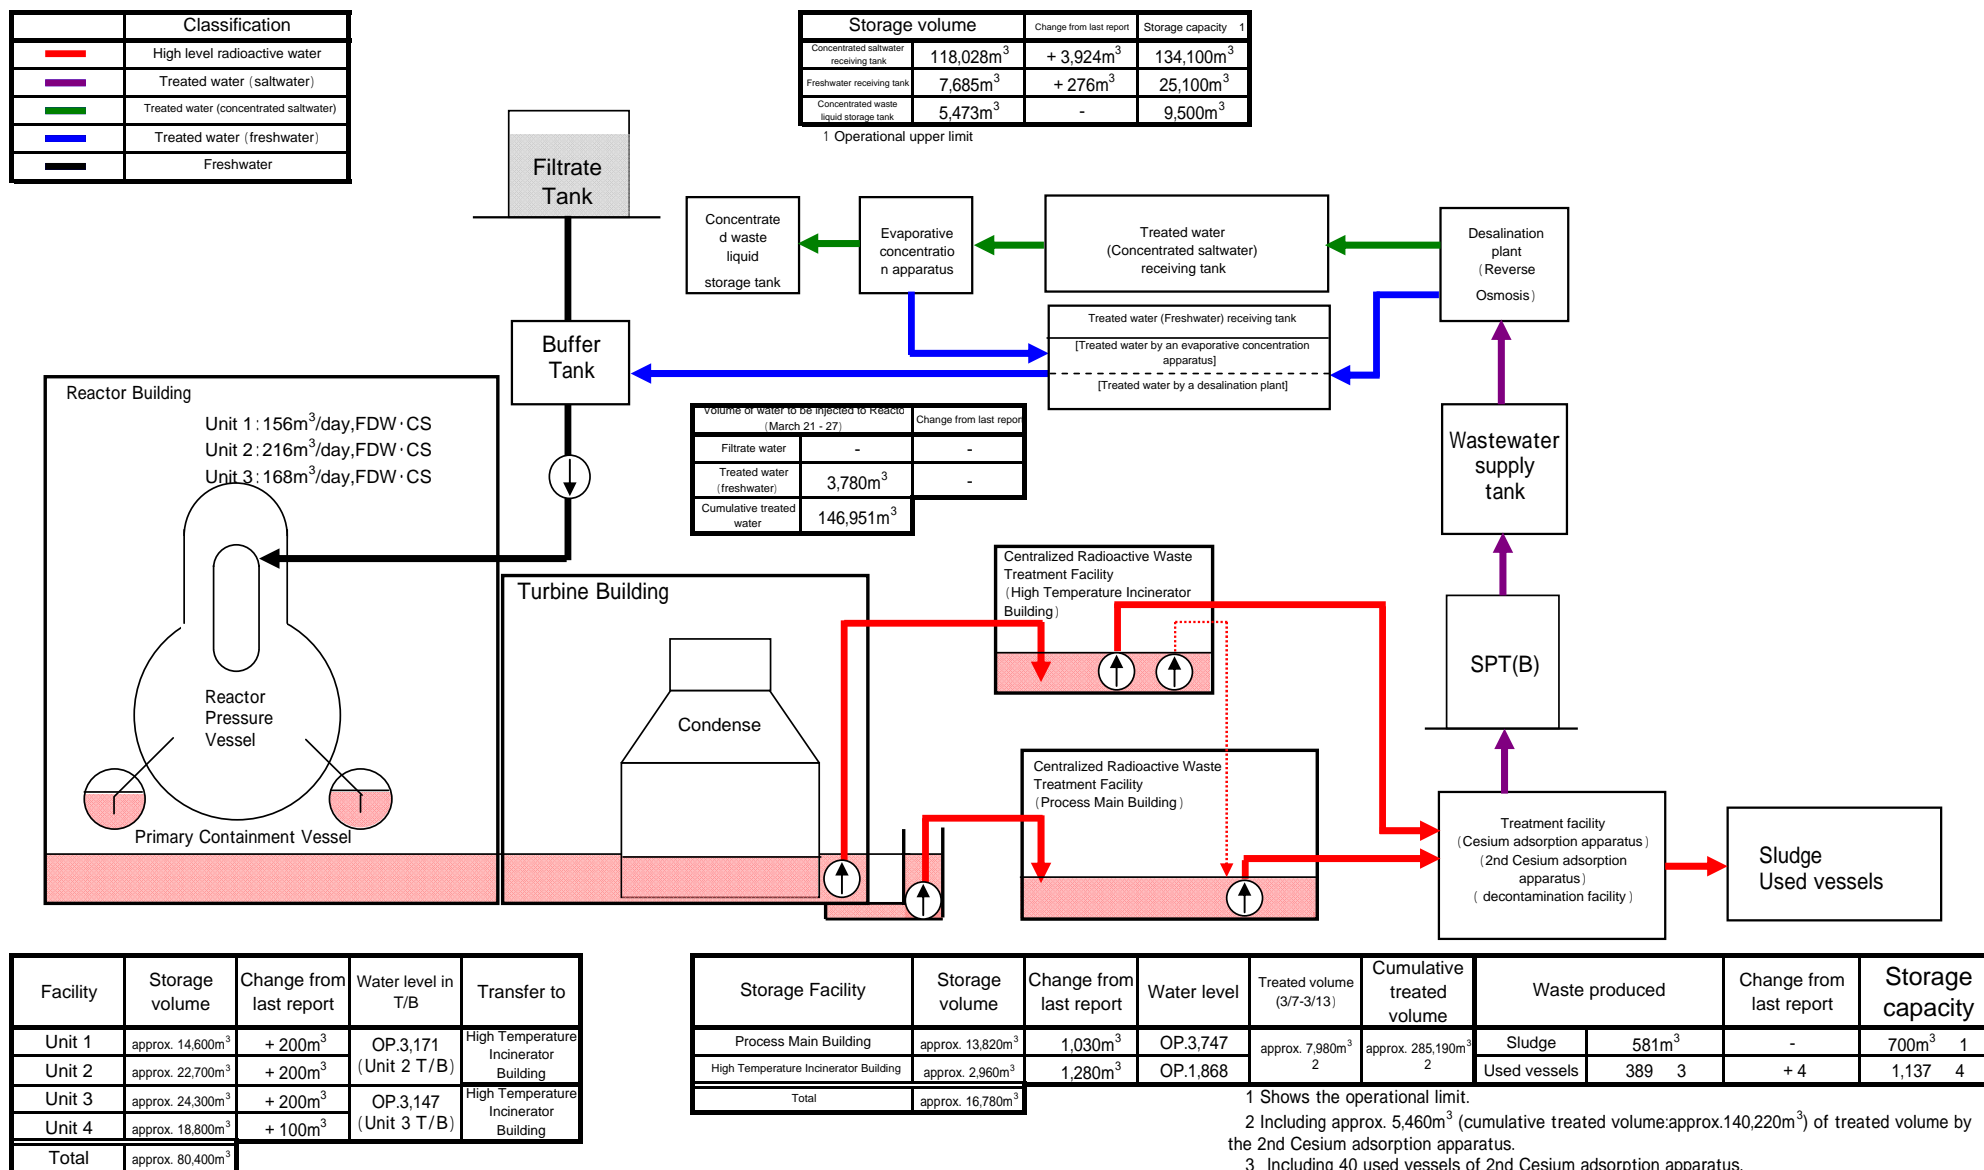 Classification
High level radioactive water
Treated water (saltwater)
Treated water (concentrated saltwater)
Treated water (freshwater)
Freshwater
Storage volume Change from last report Storage capacity 1
Concentrated saltwater
receiving tank 118,028m3 + 3,924m3 134,100m3
Freshwater receiving tank 7,685m3 + 276m3 25,100m3
Concentrated waste
liquid storage tank 5,473m3 - 9,500m3
1 Operational upper limit
Filtrate
Tank
Concentrate
d waste
liquid
storage tank
Evaporative
concentratio
n apparatus
Treated water
(Concentrated saltwater)
receiving tank
Desalination
plant
(Reverse
Osmosis)
Treated water (Freshwater) receiving tank
[Treated water by an evaporative concentration
apparatus]
[Treated water by a desalination plant]
Buffer
Tank
Reactor Building
Unit 1:156m3/day,FDW・CS
Unit 2:216m3/day,FDW・CS
Unit 3:168m3/day,FDW・CS
Volume of water to be injected to Reacto
(March 21 - 27) Change from last repor
Filtrate water - -
Treated water
(freshwater) 3,780m3 -
Cumulative treated
water 146,951m3
Wastewater
supply
tank
Centralized Radioactive Waste
Treatment Facility
(High Temperature Incinerator
Building)
Turbine Building
SPT(B)
Reactor
Pressure
Vessel
Condense
Primary Containment Vessel
Centralized Radioactive Waste
Treatment Facility
(Process Main Building)
Treatment facility
(Cesium adsorption apparatus)
(2nd Cesium adsorption
apparatus)
( decontamination facility)
Sludge
Used vessels
Facility Storage volume Change from last report Water level in T/B Transfer to
Unit 1 approx. 14,600m3 + 200m3 OP.3,171 (Unit 2 T/B) High Temperature Incinerator Building
Unit 2 approx. 22,700m3 + 200m3
Unit 3 approx. 24,300m3 + 200m3 OP.3,147 (Unit 3 T/B) High Temperature Incinerator Building
Unit 4 approx. 18,800m3 + 100m3
Total approx. 80,400m3
Storage Facility Storage volume Change from last report Water level Treated volume (3/7-3/13) Cumulative treated volume Waste produced Change from last report Storage capacity
Process Main Building approx. 13,820m3 1,030m3 OP.3,747 approx. 7,980m3 2 approx. 285,190m3 2 Sludge 581m3 - 700m3 1
High Temperature Incinerator Building approx. 2,960m3 1,280m3 OP.1,868 Used vessels 389 3 + 4 1,137 4
Total approx. 16,780m3
1 Shows the operational limit.
2 Including approx. 5,460m3 (cumulative treated volume:approx.140,220m3) of treated volume by
the 2nd Cesium adsorption apparatus.
3 Including 40 used vessels of 2nd Cesium adsorption apparatus.